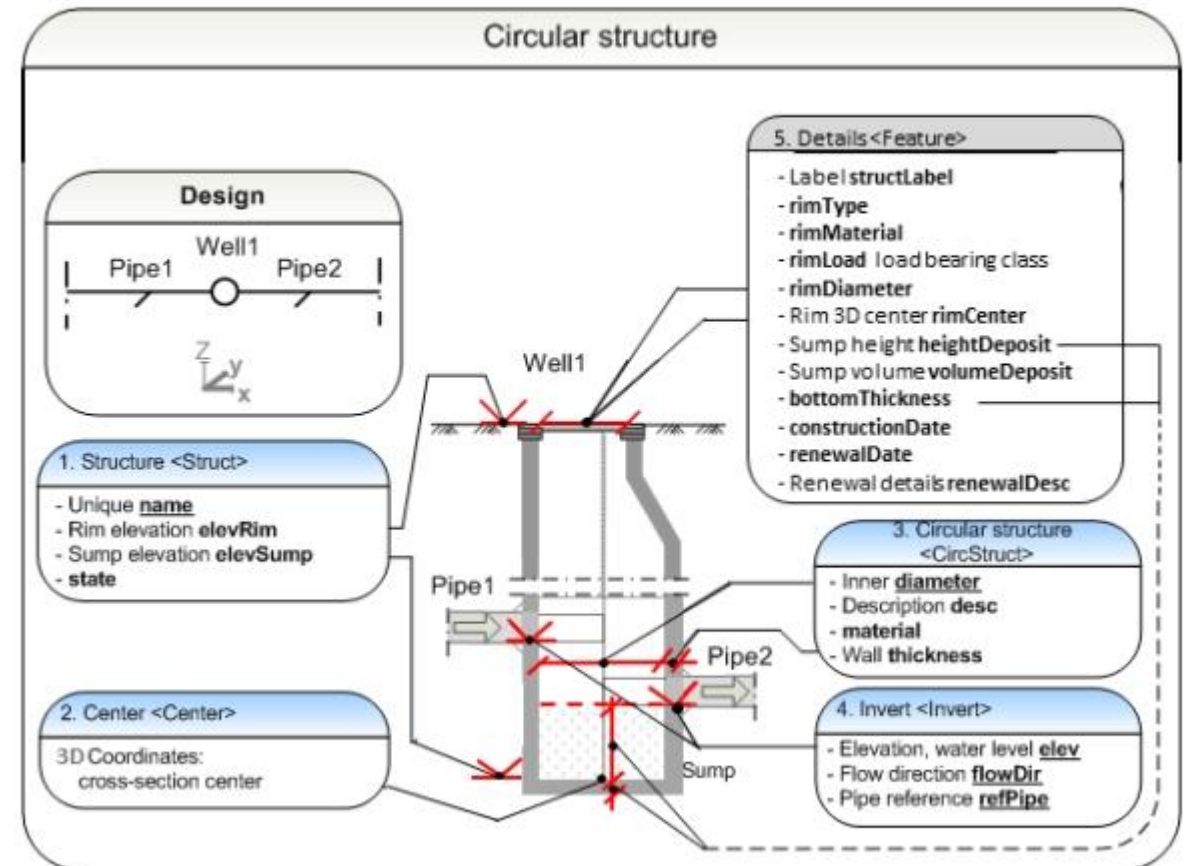 Circular structure
Design
Well1
Pipe1
Pipe2
Z
y
x
1. Structure <Struct>
- Unique name
- Rim elevation elevRim
- Sump elevation elevSump
- state
2. Center <Center>
3D Coordinates:
cross-section center
Well1
Pipe1
Pipe2
Sump
5. Details <Feature>
- Label structLabel
- rimType
- rimMaterial
- rimLoad load bearing class
- rimDiameter
- Rim 3D center rimCenter
- Sump height heightDeposit
- Sump volume volumeDeposit
- bottomThickness
- constructionDate
- renewalDate
- Renewal details renewalDesc
3. Circular structure
<CircStruct>
- Inner diameter
- Description desc
- material
- Wall thickness
4. Invert <Invert>
- Elevation, water level elev
- Flow direction flowDir
- Pipe reference refPipe